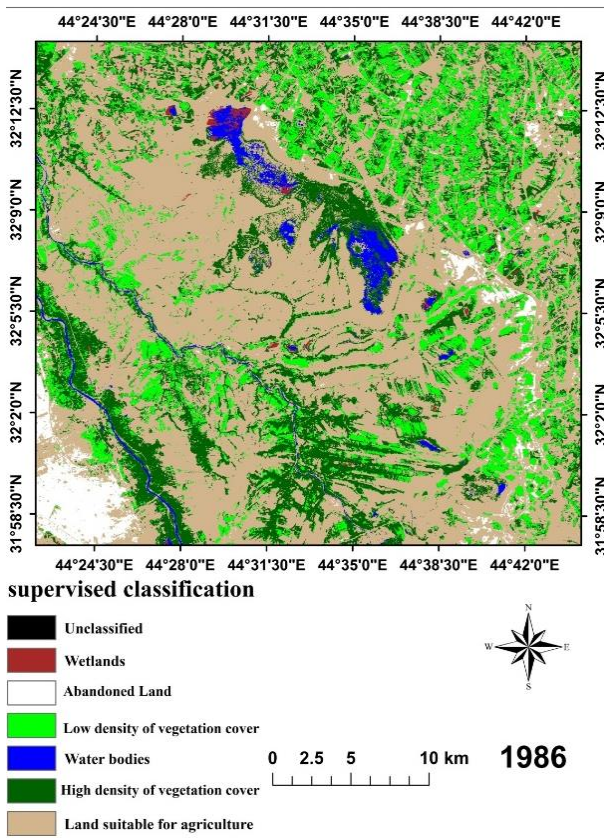 44°24'30"E 44°28'0"E 44°31'30"E 44°35'0"E 44°38'30"E 44°42'0"E
32°12'30"N 32°12'30"N
32°9'0"N 32°9'0"N
32°5'30"N 32°5'30"N
32°2'0"N 32°2'0"N
31°58'30"N 31°58'30"N
44°24'30"E 44°28'0"E 44°31'30"E 44°35'0"E 44°38'30"E 44°42'0"E
supervised classification
Unclassified
Wetlands
Abandoned Land
Low density of vegetation cover
Water bodies
High density of vegetation cover
Land suitable for agriculture
N
W E
S
0 2.5 5 10 km
1986